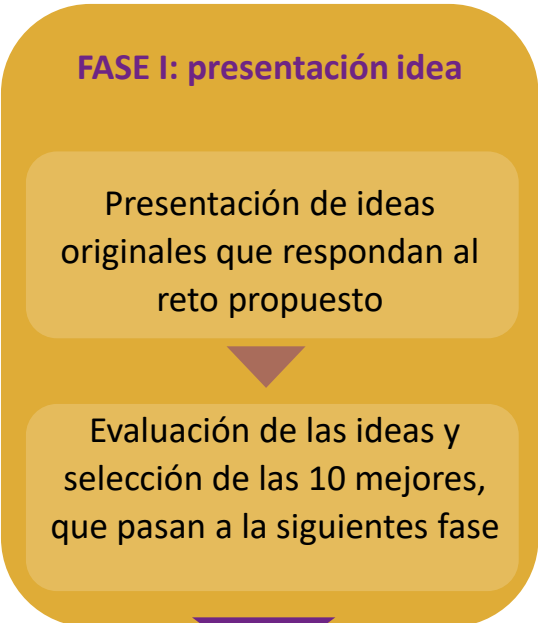 FASE I: presentación idea
Presentación de ideas
originales que respondan al
reto propuesto
Evaluación de las ideas y
selección de las 10 mejores,
que pasan a la siguientes fase